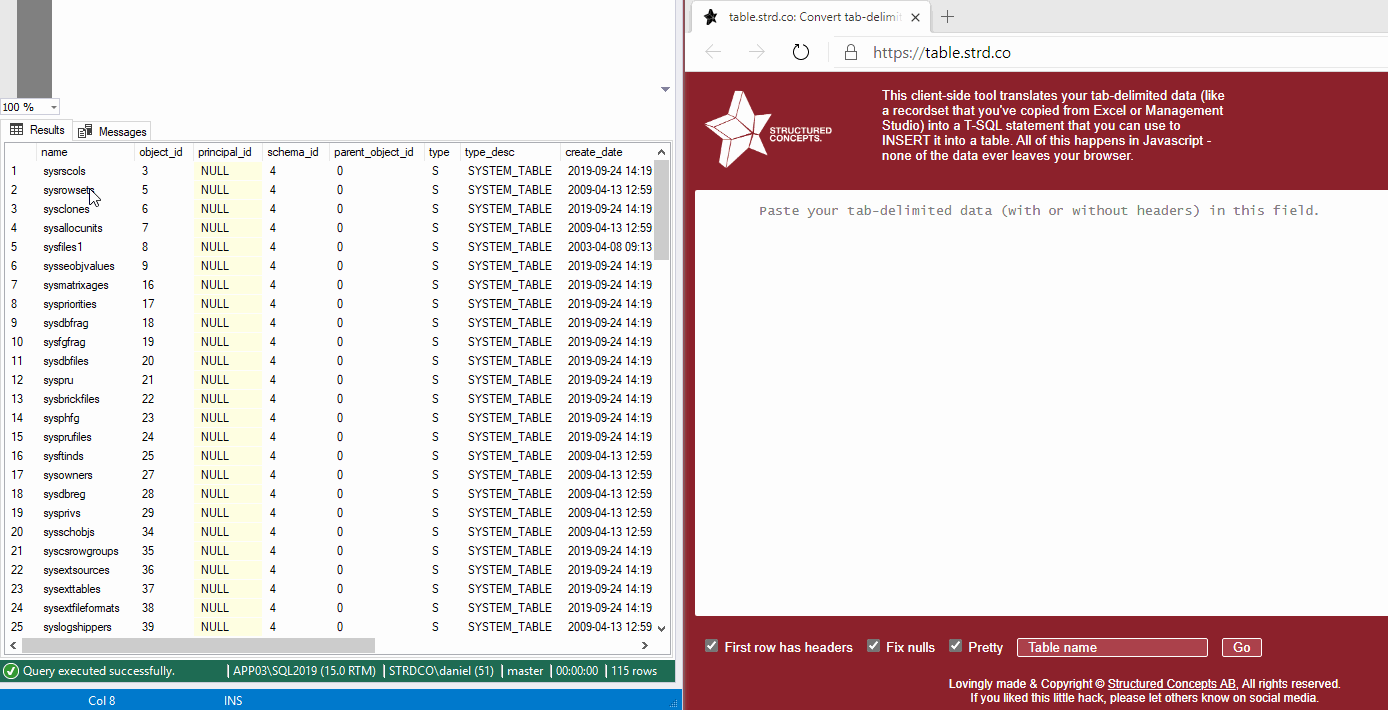 100 %
Results
Messages
name object_id principal_id schema_id parent_object_id type type_desc create_date
1 sysrscols 3 NULL 4 0 S SYSTEM_TABLE 2019-09-24 14:19
2 sysrowsets 5 NULL 4 0 S SYSTEM_TABLE 2009-04-13 12:59
3 sysclones 6 NULL 4 0 S SYSTEM_TABLE 2019-09-24 14:19
4 sysallocunits 7 NULL 4 0 S SYSTEM_TABLE 2009-04-13 12:59
5 sysfiles1 8 NULL 4 0 S SYSTEM_TABLE 2003-04-08 09:13
6 sysseobjvalues 9 NULL 4 0 S SYSTEM_TABLE 2019-09-24 14:19
7 sysmatrixages 16 NULL 4 0 S SYSTEM_TABLE 2019-09-24 14:19
8 syspriorities 17 NULL 4 0 S SYSTEM_TABLE 2019-09-24 14:19
9 sysdbfrag 18 NULL 4 0 S SYSTEM_TABLE 2019-09-24 14:19
10 sysfgfrag 19 NULL 4 0 S SYSTEM_TABLE 2019-09-24 14:19
11 sysdbfiles 20 NULL 4 0 S SYSTEM_TABLE 2019-09-24 14:19
12 syspru 21 NULL 4 0 S SYSTEM_TABLE 2019-09-24 14:19
13 sysbrickfiles 22 NULL 4 0 S SYSTEM_TABLE 2019-09-24 14:19
14 sysphfg 23 NULL 4 0 S SYSTEM_TABLE 2019-09-24 14:19
15 sysprufiles 24 NULL 4 0 S SYSTEM_TABLE 2019-09-24 14:19
16 sysftinds 25 NULL 4 0 S SYSTEM_TABLE 2009-04-13 12:59
17 sysowners 27 NULL 4 0 S SYSTEM_TABLE 2009-04-13 12:59
18 sysdbreg 28 NULL 4 0 S SYSTEM_TABLE 2019-09-24 14:19
19 sysprivs 29 NULL 4 0 S SYSTEM_TABLE 2009-04-13 12:59
20 sysschobjs 34 NULL 4 0 S SYSTEM_TABLE 2009-04-13 12:59
21 syscsrowgroups 35 NULL 4 0 S SYSTEM_TABLE 2019-09-24 14:19
22 sysextsources 36 NULL 4 0 S SYSTEM_TABLE 2019-09-24 14:19
23 sysexttables 37 NULL 4 0 S SYSTEM_TABLE 2019-09-24 14:19
24 sysextfileformats 38 NULL 4 0 S SYSTEM_TABLE 2019-09-24 14:19
25 syslogshippers 39 NULL 4 0 S SYSTEM_TABLE 2009-04-13 12:59
Query executed successfully. APP03\SQL2019 (15.0 RTM) STRDCO\daniel (51) master 00:00:00 115 rows
Col 8 INS
table.strd.co: Convert tab-delimit
https://table.strd.co
STRUCTURED
CONCEPTS.
This client-side tool translates your tab-delimited data (like
a recordset that you've copied from Excel or Management
Studio) into a T-SQL statement that you can use to
INSERT it into a table. All of this happens in Javascript -
none of the data ever leaves your browser.
Paste your tab-delimited data (with or without headers) in this field.
First row has headers Fix nulls Pretty Table name Go
Lovingly made & Copyright © Structured Concepts AB, All rights reserved.
If you liked this little hack, please let others know on social media.